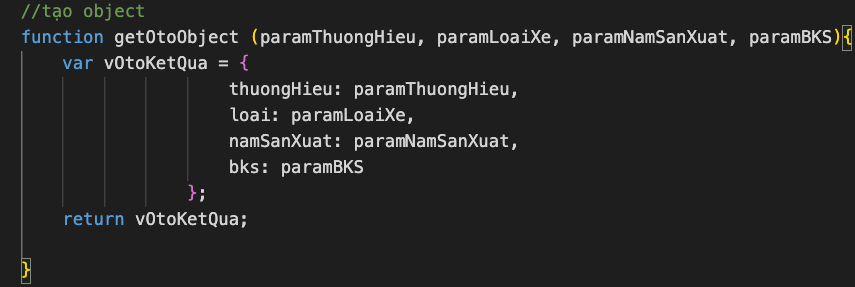 //tạo object
function getOtoObject (paramThuongHieu, paramLoaiXe, paramNamSanXuat, paramBKS){
var vOtoKetQua = {
thuongHieu: paramThuongHieu,
loai: paramLoaiXe,
namSanXuat: paramNamSanXuat,
bks: paramBKS
};
return vOtoKetQua;
}